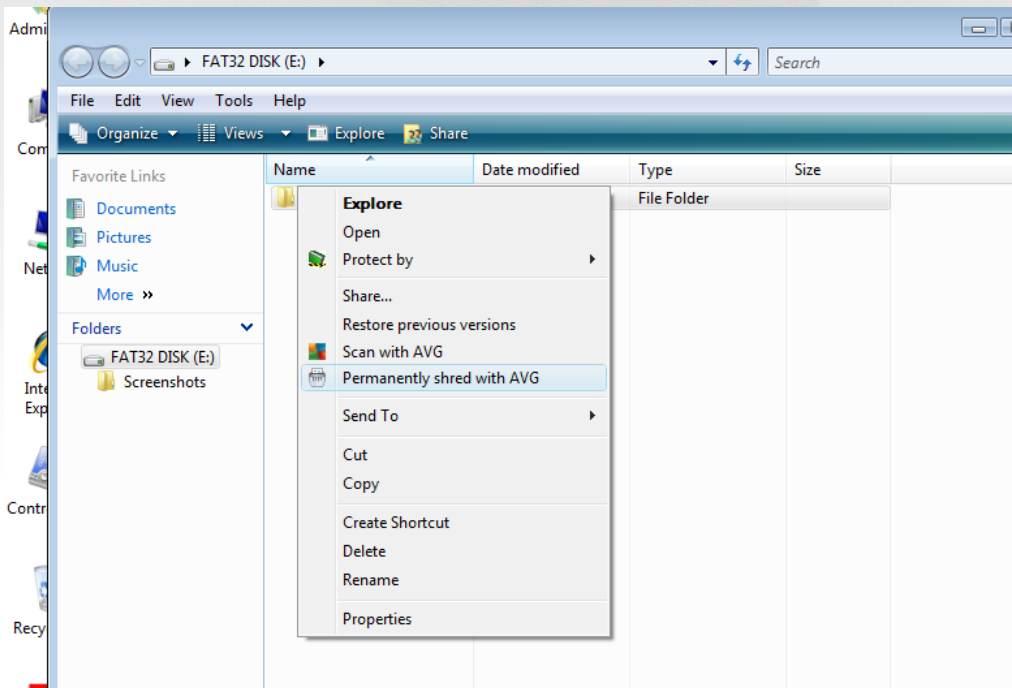 Admi
FAT32 DISK (E:)
Search
File Edit View Tools Help
Organize Views Explore Share
Com
Favorite Links
Name Date modified Type Size
Documents
File Folder
Pictures
Net
Music
More »
Folders
FAT32 DISK (E:)
Screenshots
Inte
Exp
Contr
Recy
Explore
Open
Protect by
Share...
Restore previous versions
Scan with AVG
Permanently shred with AVG
Send To
Cut
Copy
Create Shortcut
Delete
Rename
Properties